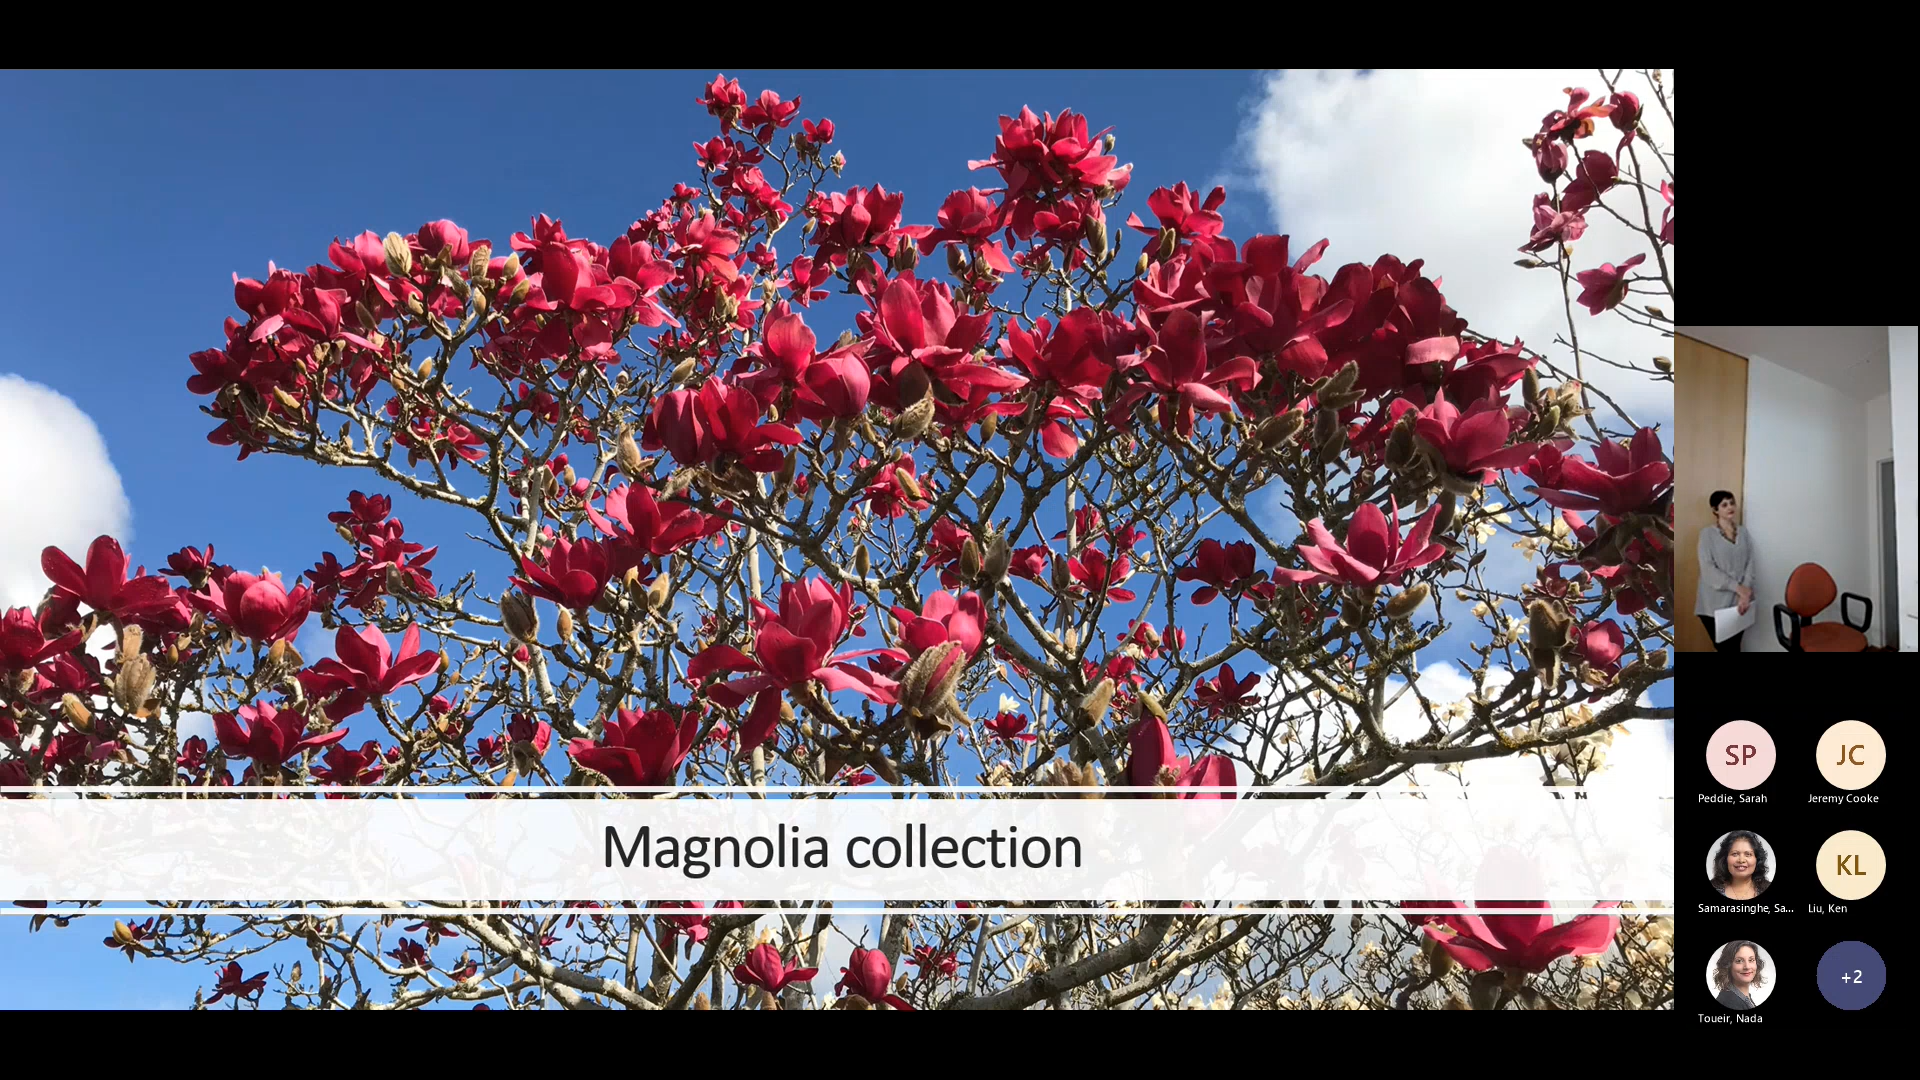 Magnolia collection
SP
JC
Peddie, Sarah
Jeremy Cooke
KL
Samarasinghe, Sa...
Liu, Ken
+2
Toueir, Nada